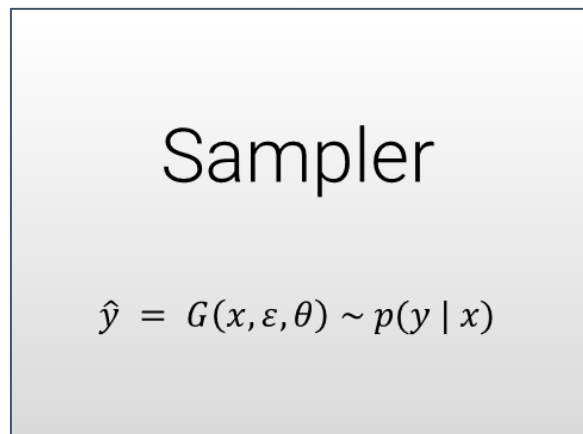 Sampler
ŷ = G(x, ε, θ) ~ p(y | x)